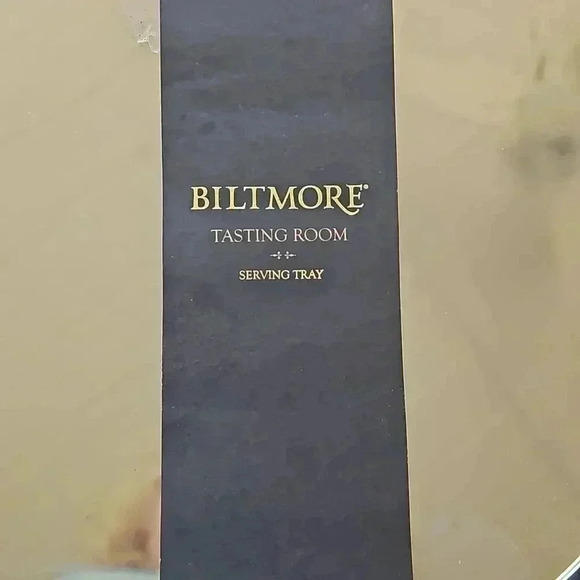 BILTMORE®
TASTING ROOM
SERVING TRAY